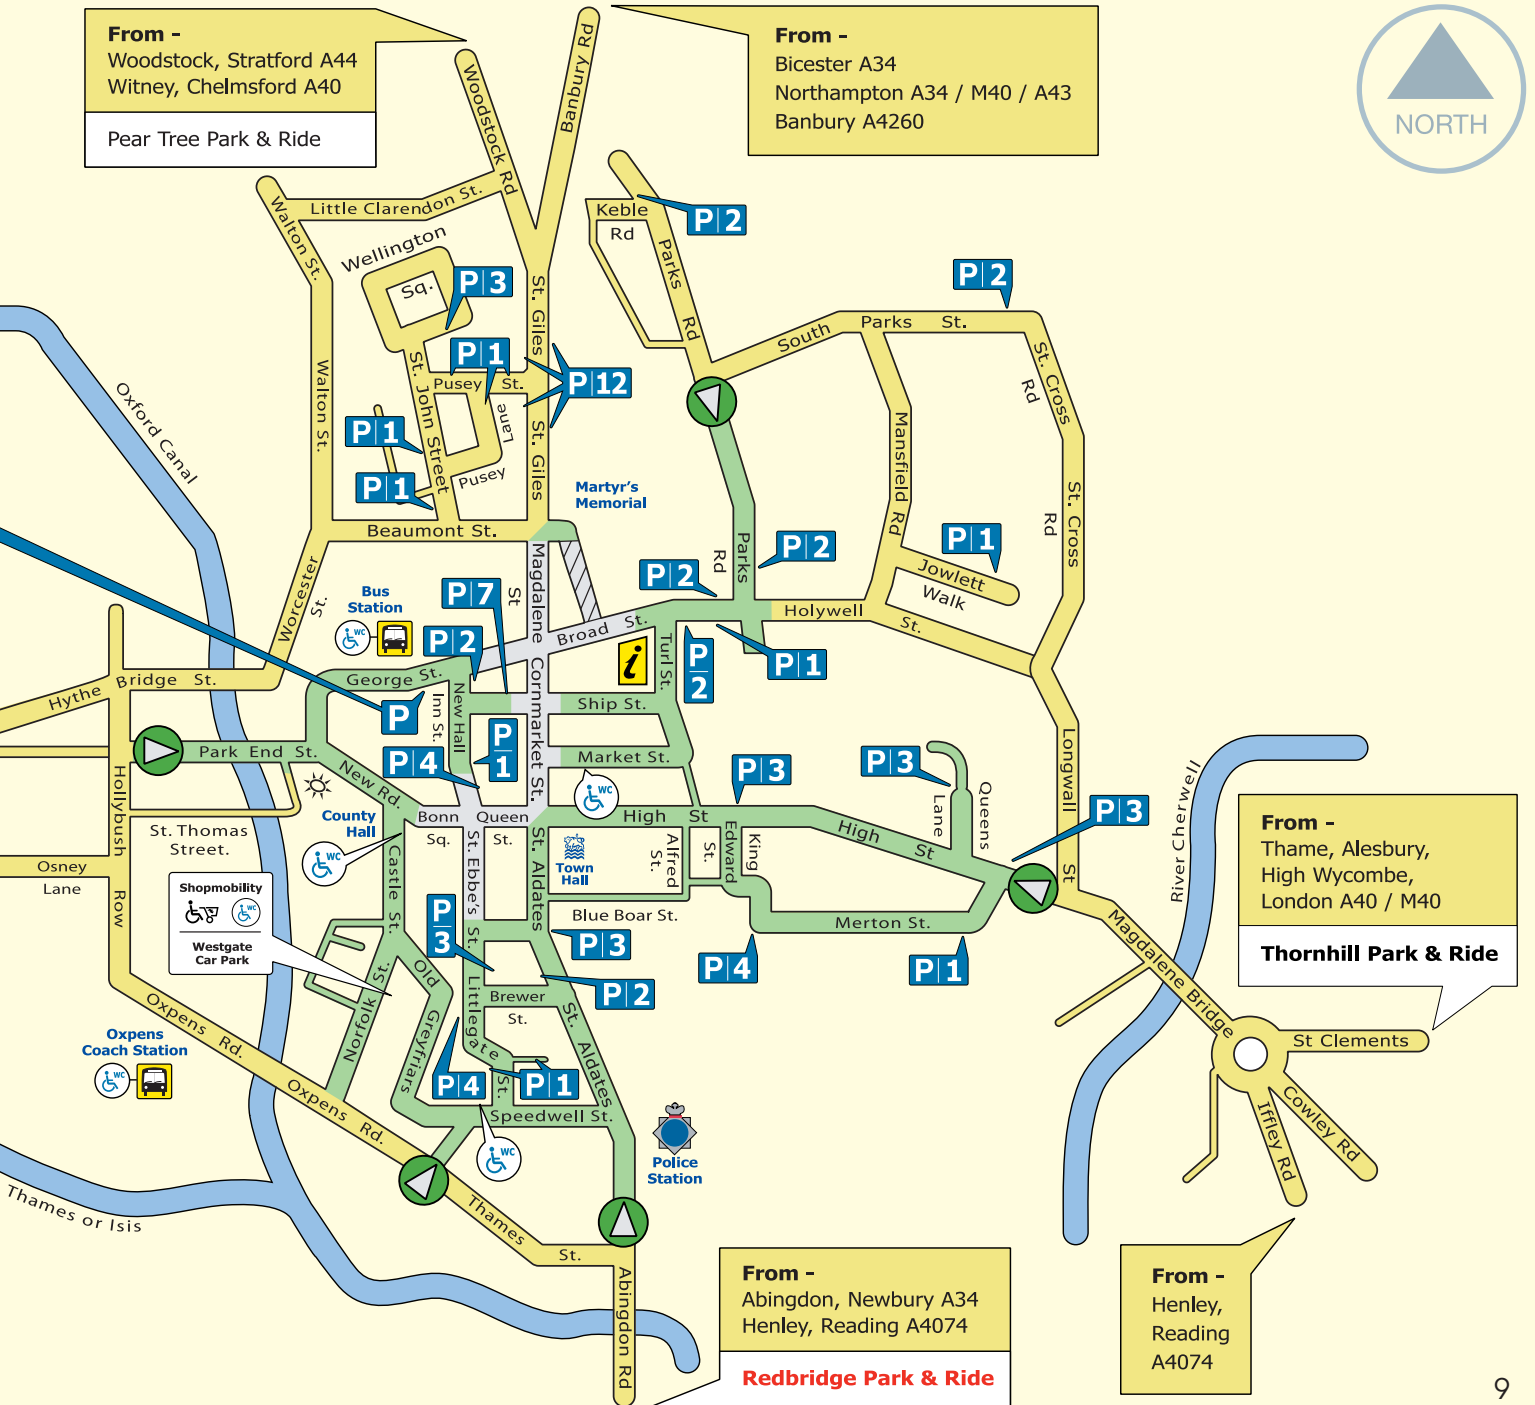 From -
Woodstock, Stratford A44
Witney, Chelmsford A40
Pear Tree Park & Ride
From -
Bicester A34
Northampton A34 / M40 / A43
Banbury A4260
NORTH
Woodstock Rd
Banbury Rd
Little Clarendon St.
Walton St.
Wellington
Sq.
P 3
Keble
Rd
P 2
Parks
Rd
P 2
South Parks St.
St. Giles
P 1
Pusey St.
P 12
St. Cross
Rd
Oxford Canal
Walton St.
St. John Street
Lane
Pusey
P 1
P 1
St. Giles
Mansfield Rd
Martyr's
Memorial
St. Cross
Rd
Beaumont St.
P 1
Jowlett
Walk
Parks
Rd
P 2
P 2
Worcester
St.
Bus
Station
WC
P 7
Magdalene
St
Broad St.
Holywell
St.
P 2
i
Turl St.
P
2
P 1
Hythe Bridge St.
George St.
P
New Hall
Inn St.
Cornmarket St.
Ship St.
Park End St.
P 4
P
1
Market St.
WC
P 3
P 3
Queens
Lane
Longwall
St
P 3
River Cherwell
Hollybush
Row
New Rd.
County
Hall
WC
Bonn
Sq.
Queen
St.
High St
High St
St. Thomas
Street.
Osney
Lane
Castle St.
St. Ebbe's
St.
St. Aldates
Town
Hall
Alfred
St.
King
Edward
St.
Shopmobility
WC
Westgate
Car Park
P
3
Blue Boar St.
Merton St.
P 3
P 4
P 1
P 2
From -
Thame, Alesbury,
High Wycombe,
London A40 / M40
Thornhill Park & Ride
Magdalene Bridge
St Clements
Cowley Rd
Iffley Rd
Norfolk St.
Old
Greyfriars
Littlegate
St.
Brewer
St.
St. Aldates
Oxpens Rd.
Oxpens
Coach Station
WC
Oxpens Rd.
P 4
P 1
Speedwell St.
WC
Police
Station
Thames or Isis
Thames
St.
Abingdon Rd
From -
Abingdon, Newbury A34
Henley, Reading A4074
Redbridge Park & Ride
From -
Henley,
Reading
A4074
9